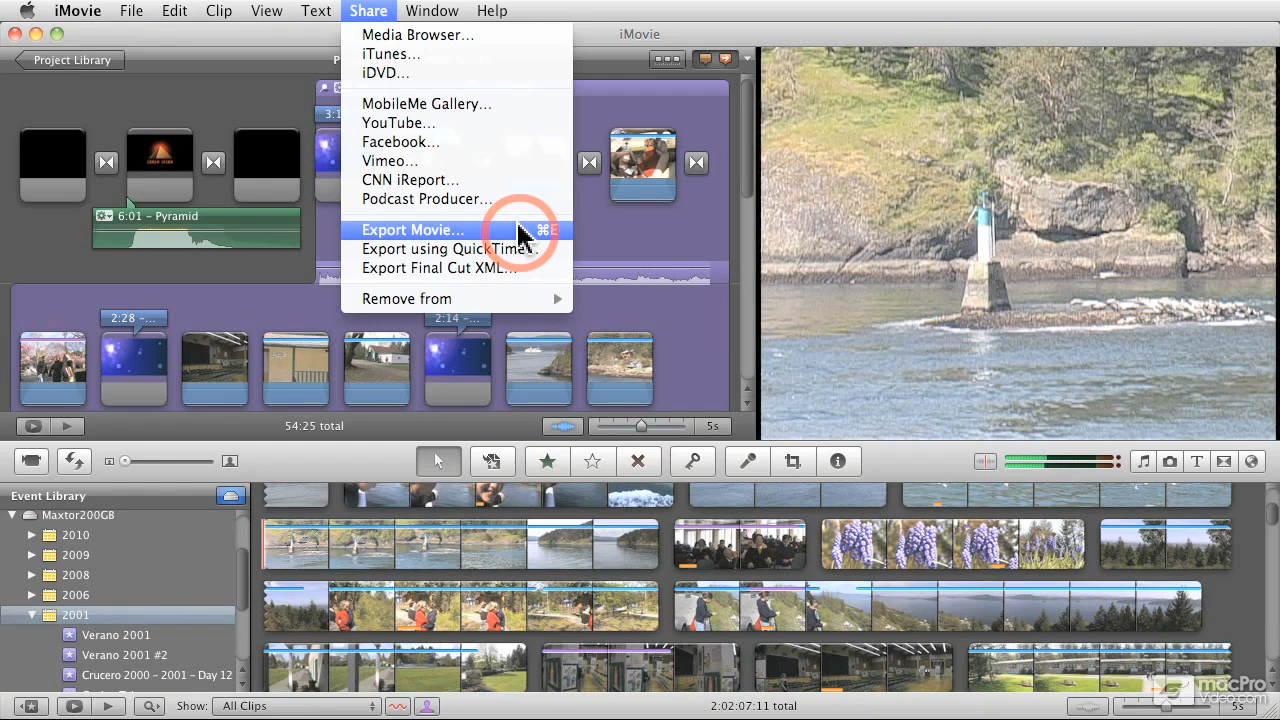 iMovie File Edit Clip View Text Share Window Help
iMovie
Project Library
Media Browser…
iTunes…
iDVD…
MobileMe Gallery…
YouTube…
Facebook…
Vimeo…
CNN iReport…
Podcast Producer…
Export Movie… ⌘E
Export using QuickTime…
Export Final Cut XML…
Remove from
6:01 – Pyramid
2:28 –…
2:14 –…
54:25 total
5s
Event Library
Maxtor200GB
2010
2009
2008
2006
2001
Verano 2001
Verano 2001 #2
Crucero 2000 – 2001 – Day 12
Show: All Clips
2:02:07:11 total
5s
macPro
Video.com